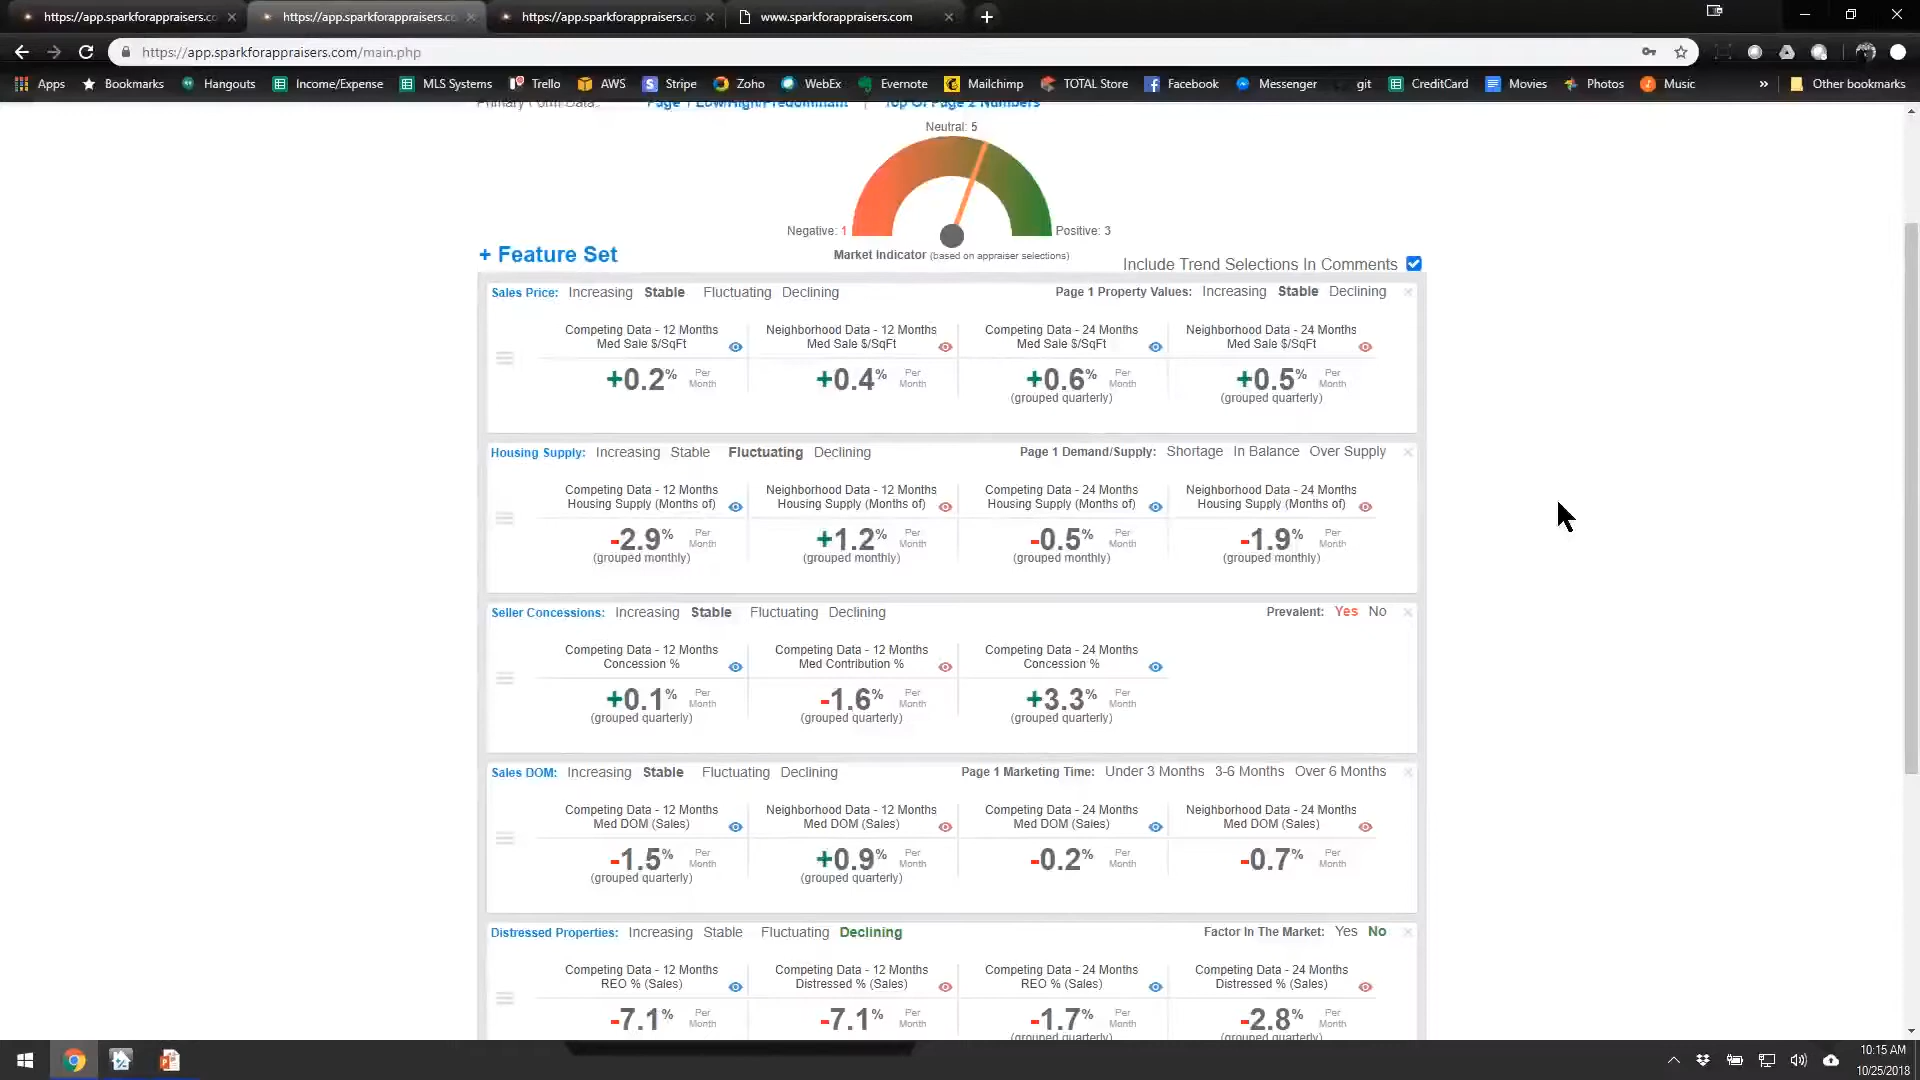 https://app.sparkforappraisers.co
https://app.sparkforappraisers.co
https://app.sparkforappraisers.co
www.sparkforappraisers.com
https://app.sparkforappraisers.com/main.php
Apps Bookmarks Hangouts Income/Expense MLS Systems Trello AWS Stripe Zoho WebEx Evernote Mailchimp TOTAL Store Facebook Messenger git CreditCard Movies Photos Music » Other bookmarks
Primary Form Data: Page 1 Low/High/Predominant | Top Of Page 2 Numbers
Neutral: 5
Negative: 1 Positive: 3
+ Feature Set
Market Indicator (based on appraiser selections)
Include Trend Selections In Comments
Sales Price: Increasing Stable Fluctuating Declining Page 1 Property Values: Increasing Stable Declining
Competing Data - 12 Months Neighborhood Data - 12 Months Competing Data - 24 Months Neighborhood Data - 24 Months
Med Sale $/SqFt Med Sale $/SqFt Med Sale $/SqFt Med Sale $/SqFt
+0.2% Per Month +0.4% Per Month +0.6% Per Month +0.5% Per Month
(grouped quarterly) (grouped quarterly)
Housing Supply: Increasing Stable Fluctuating Declining Page 1 Demand/Supply: Shortage In Balance Over Supply
Competing Data - 12 Months Neighborhood Data - 12 Months Competing Data - 24 Months Neighborhood Data - 24 Months
Housing Supply (Months of) Housing Supply (Months of) Housing Supply (Months of) Housing Supply (Months of)
-2.9% Per Month +1.2% Per Month -0.5% Per Month -1.9% Per Month
(grouped monthly) (grouped monthly) (grouped monthly) (grouped monthly)
Seller Concessions: Increasing Stable Fluctuating Declining Prevalent: Yes No
Competing Data - 12 Months Competing Data - 12 Months Competing Data - 24 Months
Concession % Med Contribution % Concession %
+0.1% Per Month -1.6% Per Month +3.3% Per Month
(grouped quarterly) (grouped quarterly) (grouped quarterly)
Sales DOM: Increasing Stable Fluctuating Declining Page 1 Marketing Time: Under 3 Months 3-6 Months Over 6 Months
Competing Data - 12 Months Neighborhood Data - 12 Months Competing Data - 24 Months Neighborhood Data - 24 Months
Med DOM (Sales) Med DOM (Sales) Med DOM (Sales) Med DOM (Sales)
-1.5% Per Month +0.9% Per Month -0.2% Per Month -0.7% Per Month
(grouped quarterly) (grouped quarterly)
Distressed Properties: Increasing Stable Fluctuating Declining Factor In The Market: Yes No
Competing Data - 12 Months Competing Data - 12 Months Competing Data - 24 Months Competing Data - 24 Months
REO % (Sales) Distressed % (Sales) REO % (Sales) Distressed % (Sales)
-7.1% Per Month -7.1% Per Month -1.7% Per Month -2.8% Per Month
(grouped quarterly) (grouped quarterly)
10:15 AM
10/25/2018